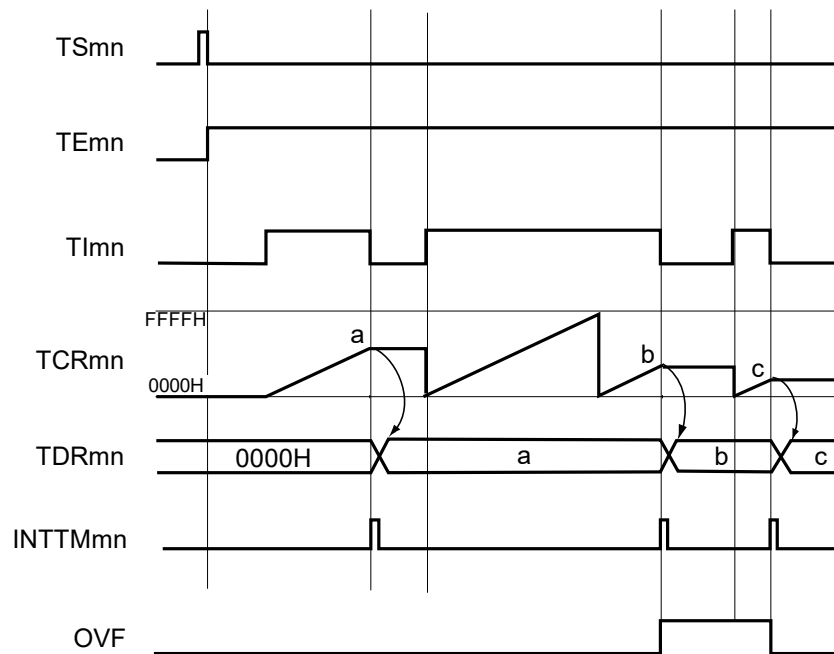 TSmn
TEmn
TImn
FFFFH
a
b
c
TCRmn
0000H
TDRmn
0000H
a
b
c
INTTMmn
OVF